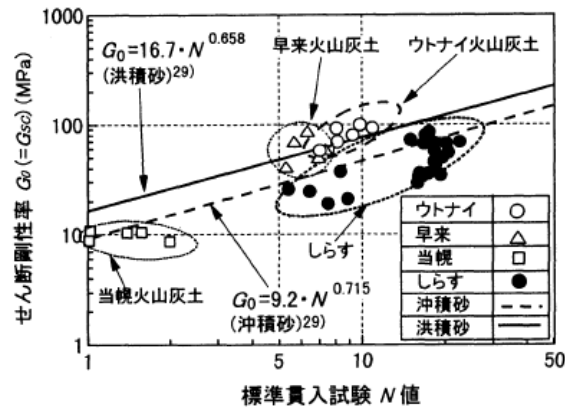 せん断剛性率 G₀ (=Gsc) (MPa)
1000
100
10
1
G₀=16.7・N^0.658
(洪積砂)29)
早来火山灰土
ウトナイ火山灰土
しらす
当幌火山灰土
G₀=9.2・N^0.715
(沖積砂)29)
ウトナイ
早来
当幌
しらす
沖積砂
洪積砂
1 5 10 50
標準貫入試験 N 値